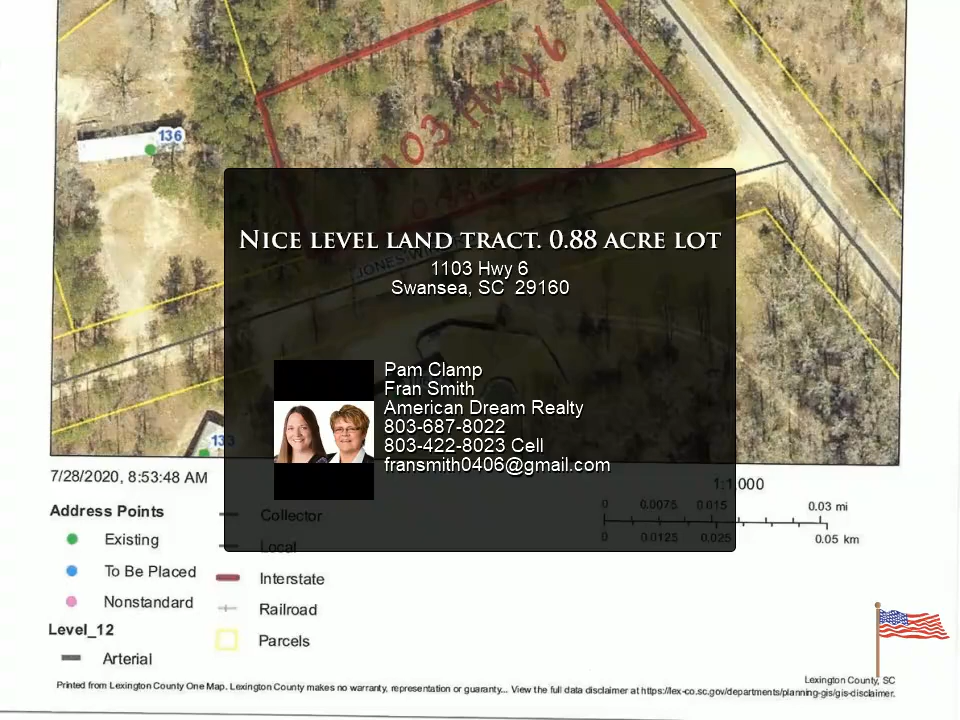 1103 Hwy 6
136
NICE LEVEL LAND TRACT. 0.88 ACRE LOT
1103 Hwy 6
Swansea, SC 29160
Pam Clamp
Fran Smith
American Dream Realty
803-687-8022
803-422-8023 Cell
fransmith0406@gmail.com
133
7/28/2020, 8:53:48 AM
1:1,000
Address Points
Existing
To Be Placed
Nonstandard
Level_12
Arterial
Collector
Local
Interstate
Railroad
Parcels
0 0.0075 0.015 0.03 mi
0 0.0125 0.025 0.05 km
Lexington County, SC
Printed from Lexington County One Map. Lexington County makes no warranty, representation or guaranty... View the full data disclaimer at https://lex-co.sc.gov/departments/planning-gis/gis-disclaimer.